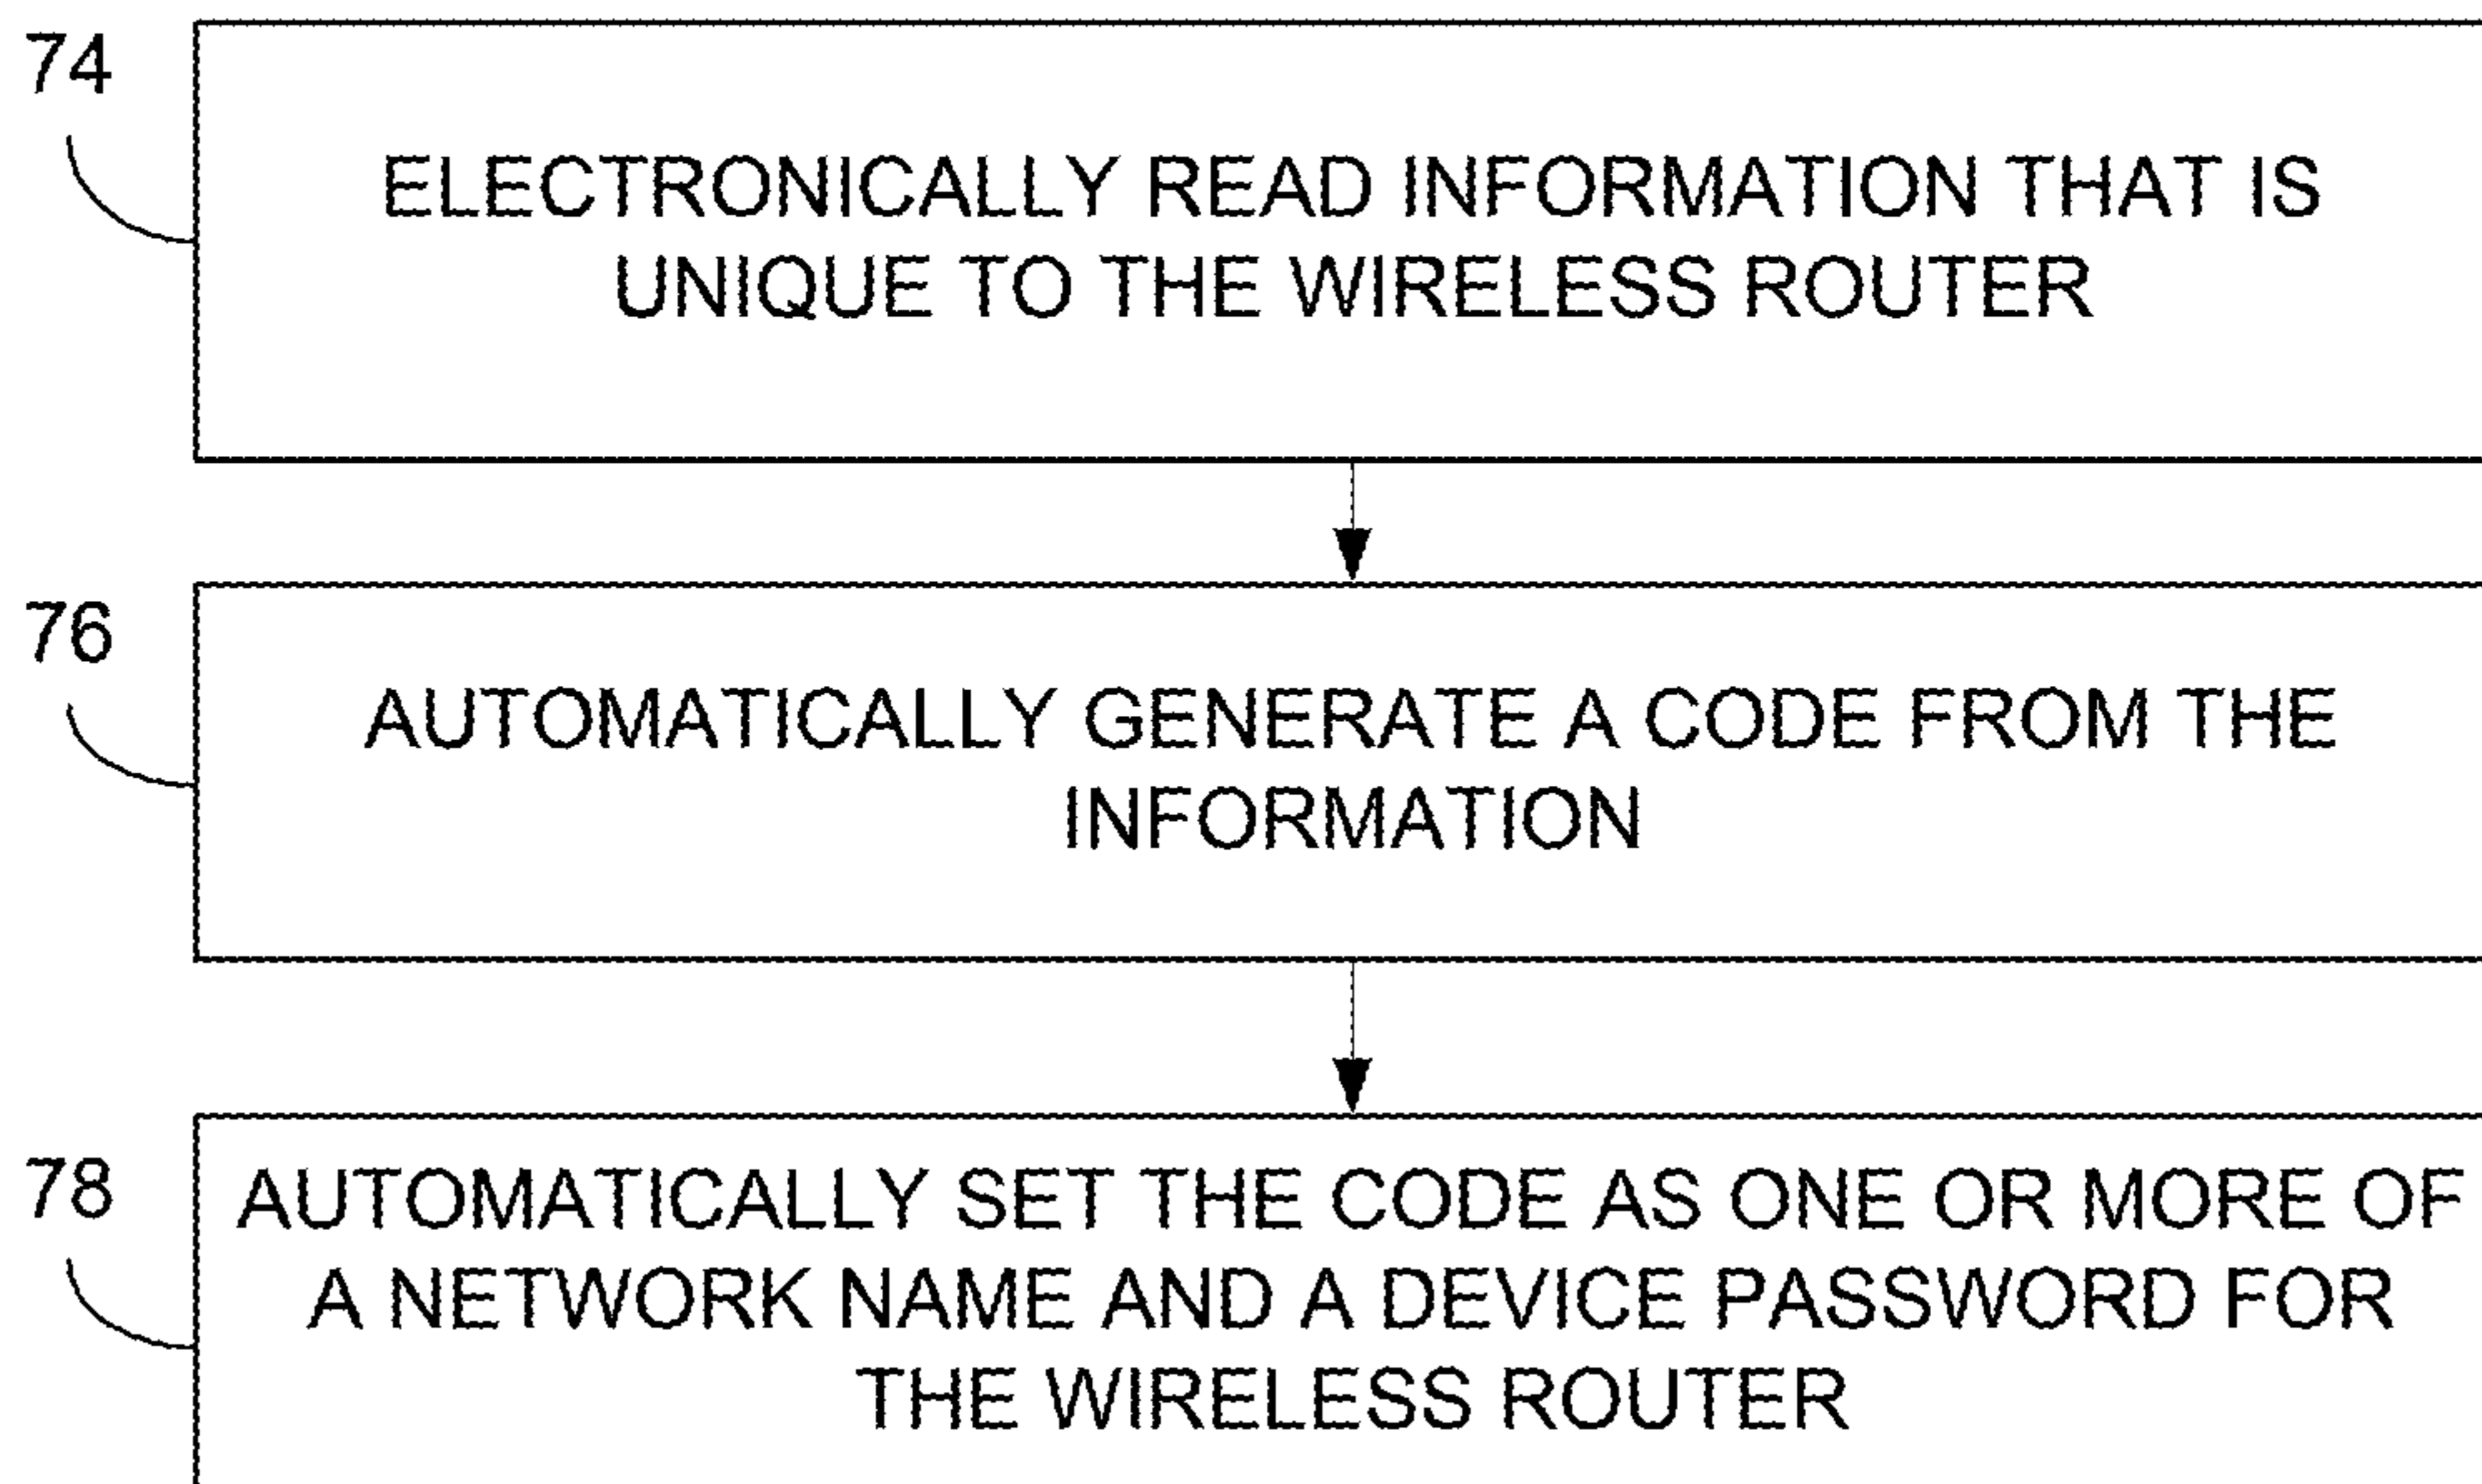 74
ELECTRONICALLY READ INFORMATION THAT IS
UNIQUE TO THE WIRELESS ROUTER
76
AUTOMATICALLY GENERATE A CODE FROM THE
INFORMATION
78
AUTOMATICALLY SET THE CODE AS ONE OR MORE OF
A NETWORK NAME AND A DEVICE PASSWORD FOR
THE WIRELESS ROUTER